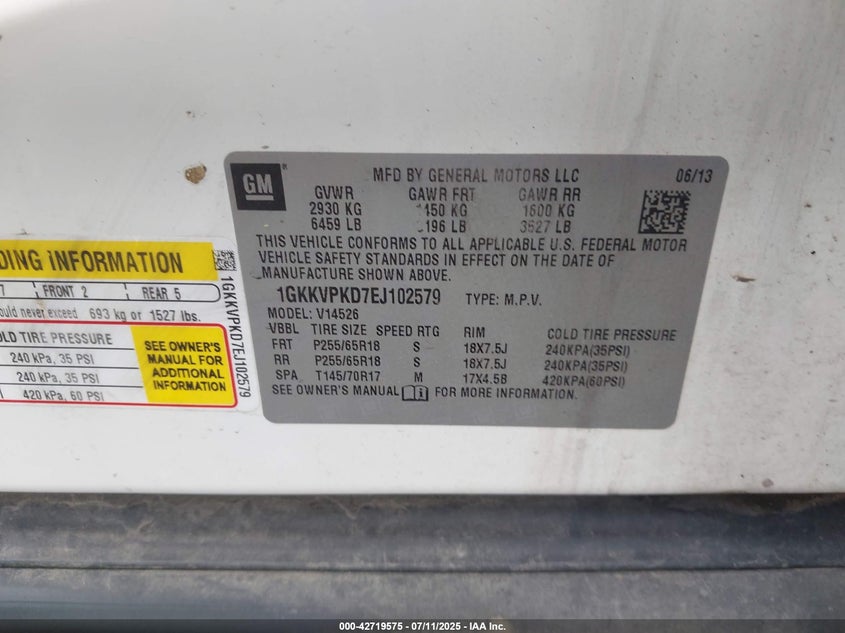 GM
MFD BY GENERAL MOTORS LLC 06/13
GVWR GAWR FRT GAWR RR
2930 KG 1450 KG 1600 KG
6459 LB 196 LB 3527 LB
THIS VEHICLE CONFORMS TO ALL APPLICABLE U.S. FEDERAL MOTOR
VEHICLE SAFETY STANDARDS IN EFFECT ON THE DATE OF
MANUFACTURE SHOWN ABOVE.
1GKKVPKD7EJ102579 TYPE: M.P.V.
MODEL: V14526
VBBL TIRE SIZE SPEED RTG RIM COLD TIRE PRESSURE
FRT P255/65R18 S 18X7.5J 240KPA(35PSI)
RR P255/65R18 S 18X7.5J 240KPA(35PSI)
SPA T145/70R17 M 17X4.5B 420KPA(60PSI)
SEE OWNER'S MANUAL FOR MORE INFORMATION.
DING INFORMATION
7 FRONT 2 REAR 5
ould never exceed 693 kg or 1527 lbs.
LD TIRE PRESSURE
240 kPa, 35 PSI
240 kPa, 35 PSI
420 kPa, 60 PSI
SEE OWNER'S
MANUAL FOR
ADDITIONAL
INFORMATION
1GKKVPKD7EJ102579
000-42719575 - 07/11/2025 - IAA Inc.